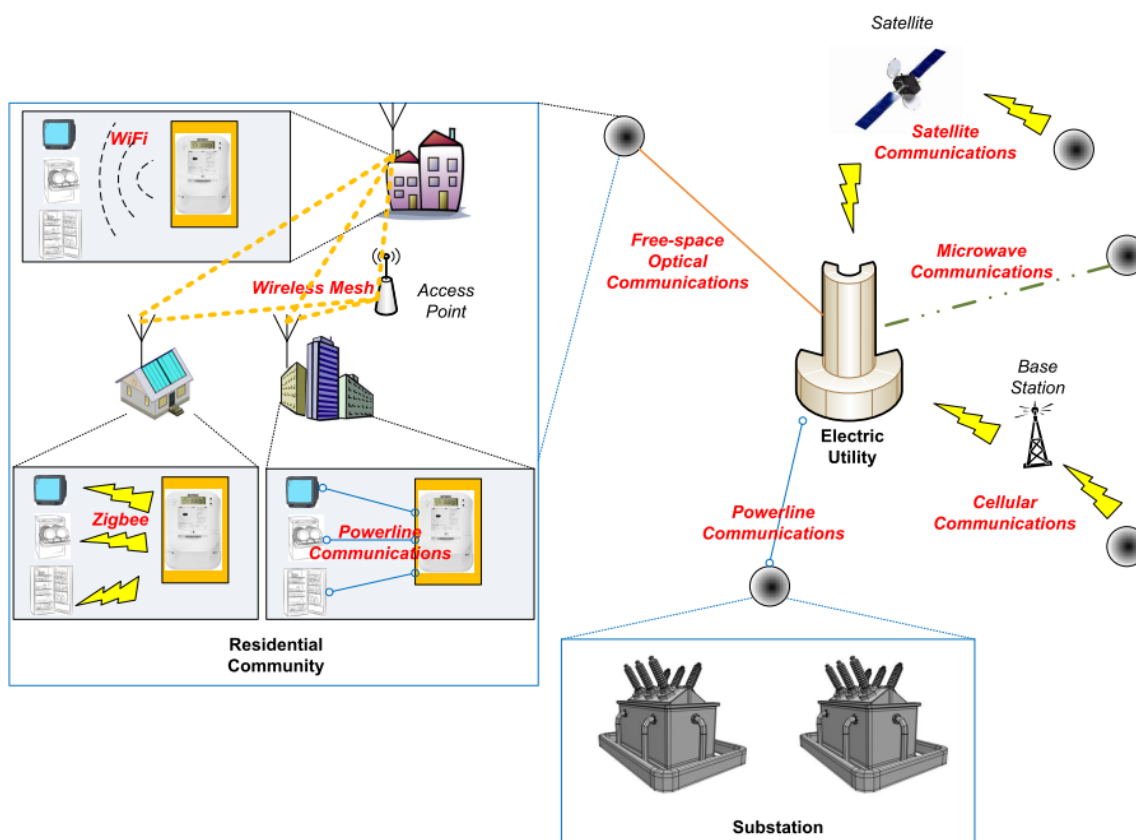 Satellite
WiFi
Satellite
Communications
Free-space
Optical
Communications
Microwave
Communications
Wireless Mesh
Access
Point
Base
Station
Electric
Utility
Zigbee
Powerline
Communications
Powerline
Communications
Cellular
Communications
Residential
Community
Substation